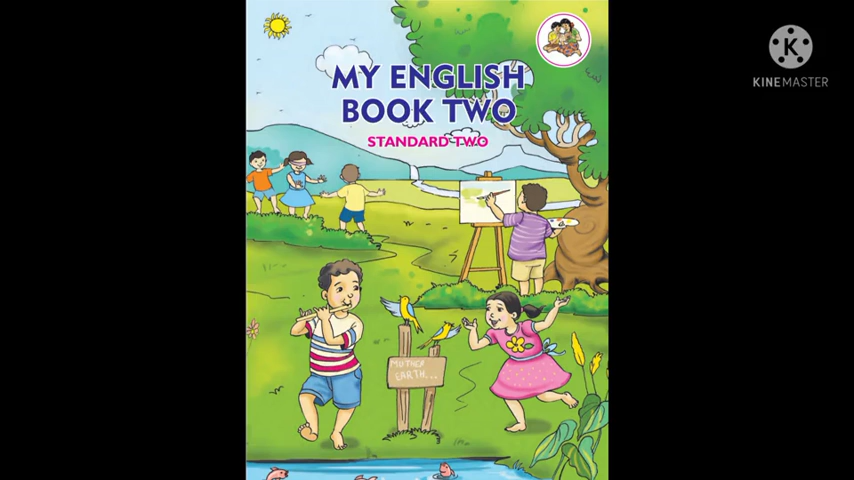 MY ENGLISH
BOOK TWO
STANDARD TWO
MOTHER
EARTH...
K
KINEMASTER